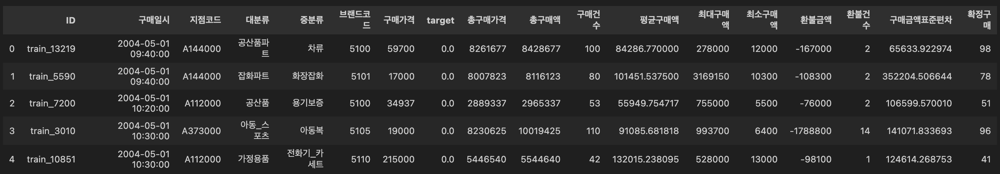 ID 구매일시 지점코드 대분류 중분류 브랜드코드 구매가격 target 총구매가격 총구매액 구매건수 평균구매액 최대구매액 최소구매액 환불금액 환불건수 구매금액표준편차 확정구매
0 train_13219 2004-05-01 09:40:00 A144000 공산품파트 차류 5100 59700 0.0 8261677 8428677 100 84286.770000 278000 12000 -167000 2 65633.922974 98
1 train_5590 2004-05-01 09:40:00 A144000 잡화파트 화장잡화 5101 17000 0.0 8007823 8116123 80 101451.537500 3169150 10300 -108300 2 352204.506644 78
2 train_7200 2004-05-01 10:20:00 A112000 공산품 용기보증 5100 34937 0.0 2889337 2965337 53 55949.754717 755000 5500 -76000 2 106599.570010 51
3 train_3010 2004-05-01 10:30:00 A373000 아동_스포츠 아동복 5105 19000 0.0 8230625 10019425 110 91085.681818 993700 6400 -1788800 14 141071.833693 96
4 train_10851 2004-05-01 10:30:00 A112000 가정용품 전화기_카세트 5110 215000 0.0 5446540 5544640 42 132015.238095 528000 13000 -98100 1 124614.268753 41